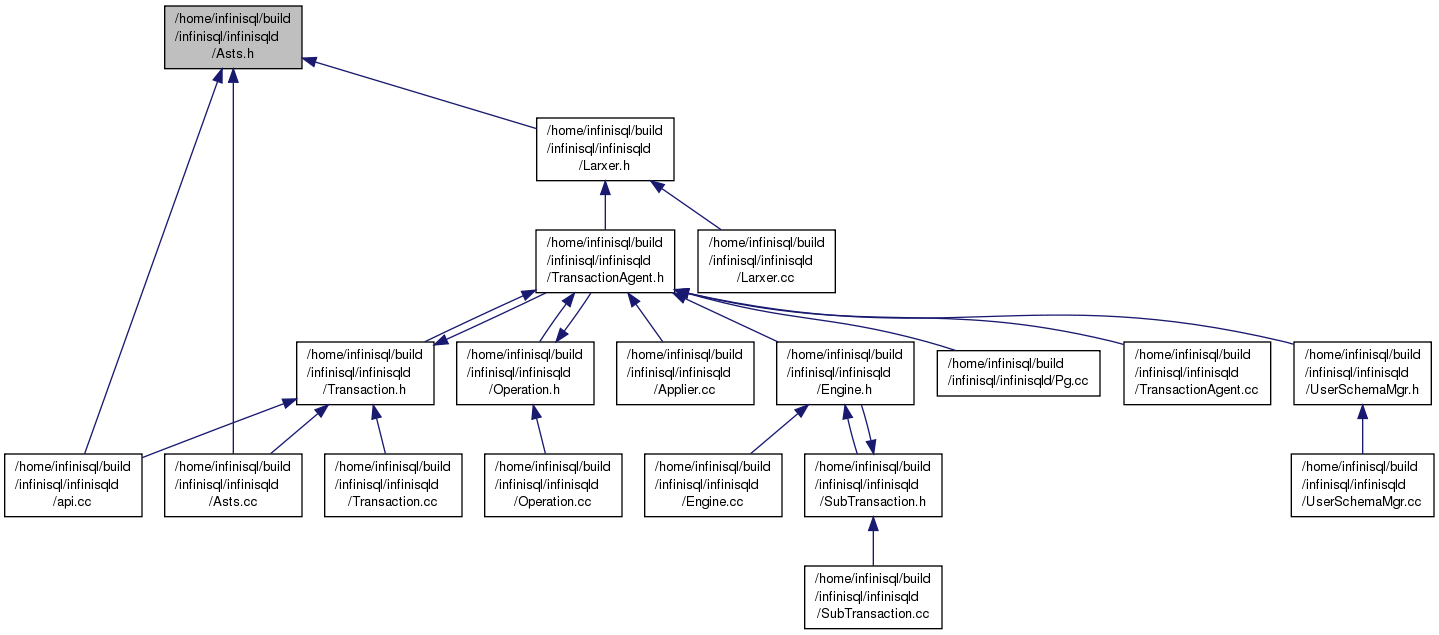 /home/infinisql/build
/infinisql/infinisqld
/Asts.h
/home/infinisql/build
/infinisql/infinisqld
/Larxer.h
/home/infinisql/build
/infinisql/infinisqld
/TransactionAgent.h
/home/infinisql/build
/infinisql/infinisqld
/Larxer.cc
/home/infinisql/build
/infinisql/infinisqld
/Transaction.h
/home/infinisql/build
/infinisql/infinisqld
/Operation.h
/home/infinisql/build
/infinisql/infinisqld
/Applier.cc
/home/infinisql/build
/infinisql/infinisqld
/Engine.h
/home/infinisql/build
/infinisql/infinisqld/Pg.cc
/home/infinisql/build
/infinisql/infinisqld
/TransactionAgent.cc
/home/infinisql/build
/infinisql/infinisqld
/UserSchemaMgr.h
/home/infinisql/build
/infinisql/infinisqld
/api.cc
/home/infinisql/build
/infinisql/infinisqld
/Asts.cc
/home/infinisql/build
/infinisql/infinisqld
/Transaction.cc
/home/infinisql/build
/infinisql/infinisqld
/Operation.cc
/home/infinisql/build
/infinisql/infinisqld
/Engine.cc
/home/infinisql/build
/infinisql/infinisqld
/SubTransaction.h
/home/infinisql/build
/infinisql/infinisqld
/UserSchemaMgr.cc
/home/infinisql/build
/infinisql/infinisqld
/SubTransaction.cc